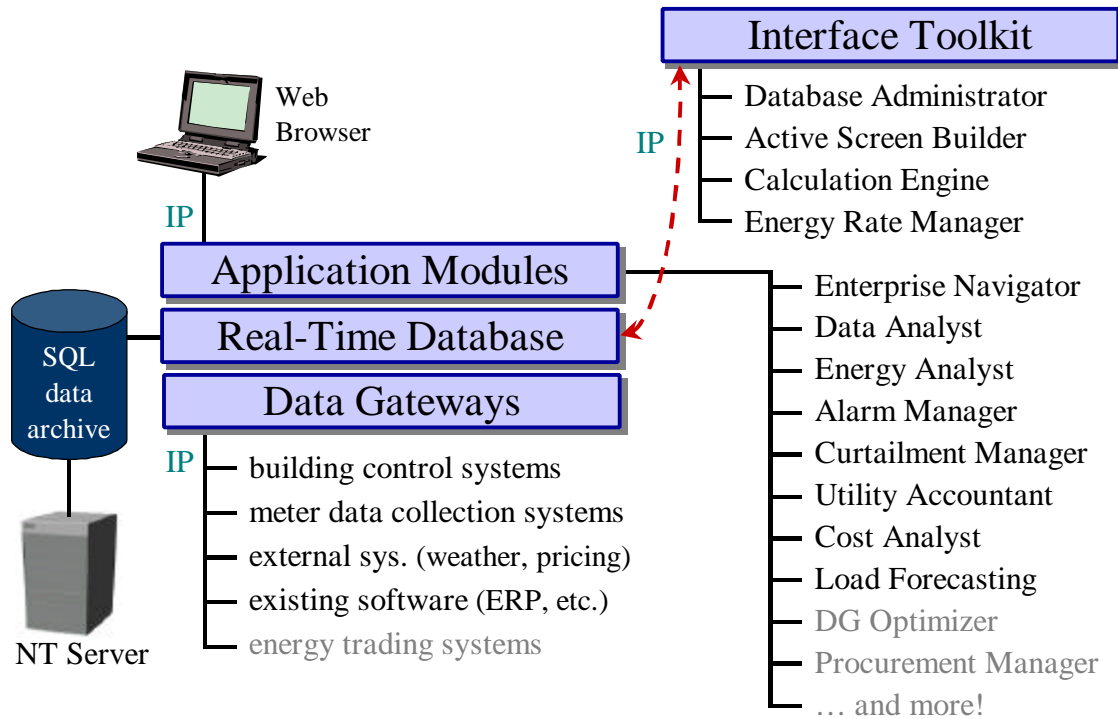 Interface Toolkit
Database Administrator
Active Screen Builder
Calculation Engine
Energy Rate Manager
IP
Web
Browser
IP
Application Modules
Real-Time Database
Data Gateways
SQL
data
archive
NT Server
IP
building control systems
meter data collection systems
external sys. (weather, pricing)
existing software (ERP, etc.)
energy trading systems
Enterprise Navigator
Data Analyst
Energy Analyst
Alarm Manager
Curtailment Manager
Utility Accountant
Cost Analyst
Load Forecasting
DG Optimizer
Procurement Manager
… and more!